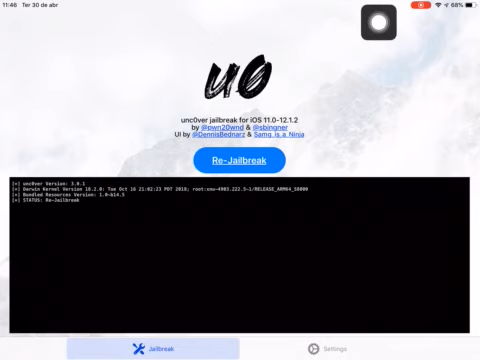 11:46 Ter 30 de abr 68%
u0
unc0ver jailbreak for iOS 11.0-12.1.2
by @pwn20wnd & @sbingner
UI by @DennisBednarz & Samg_is_a_Ninja
Re-Jailbreak
[*] unc0ver Version: 3.0.1
[*] Darwin Kernel Version 18.2.0: Tue Oct 16 21:02:23 PDT 2018; root:xnu-4903.222.5~1/RELEASE_ARM64_S8000
[*] Bundled Resources Version: 1.0~b14.5
[*] STATUS: Re-Jailbreak
Jailbreak Settings